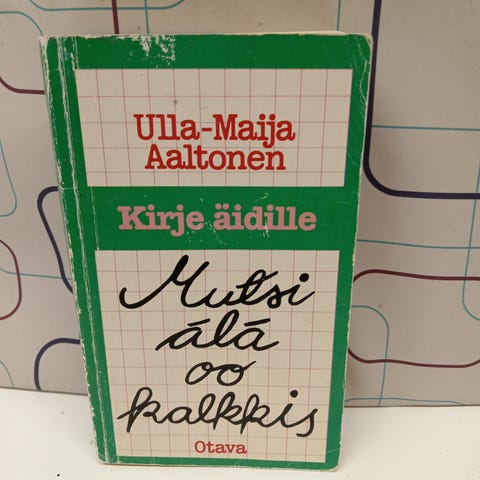 Ulla-Maija
Aaltonen
Kirje äidille
Mutsi
älä
oo
kalkkis
Otava